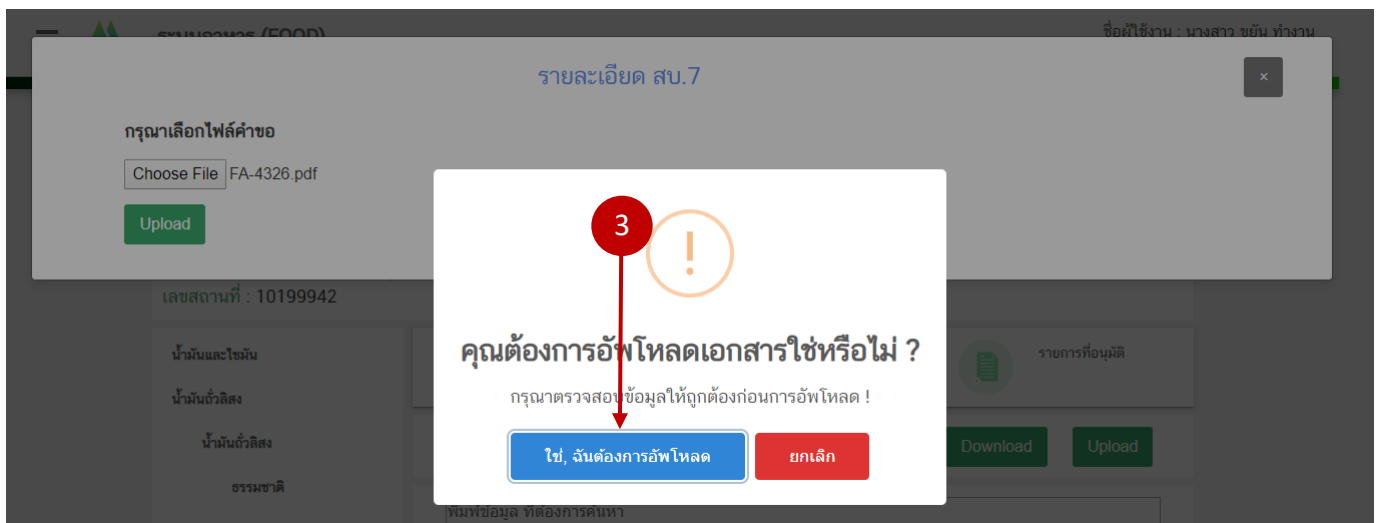 ระบบอาหาร (FOOD)
ชื่อผู้ใช้งาน : นางสาว ขยัน ทำงาน
รายละเอียด สบ.7
×
กรุณาเลือกไฟล์คำขอ
Choose File FA-4326.pdf
Upload
3
!
เลขสถานที่ : 10199942
คุณต้องการอัพโหลดเอกสารใช่หรือไม่ ?
กรุณาตรวจสอบข้อมูลให้ถูกต้องก่อนการอัพโหลด !
ใช่, ฉันต้องการอัพโหลด
ยกเลิก
น้ำมันและไขมัน
น้ำมันถั่วลิสง
น้ำมันถั่วลิสง
ธรรมชาติ
รายการที่อนุมัติ
Download
Upload
พิมพ์ข้อมูล ที่ต้องการค้นหา